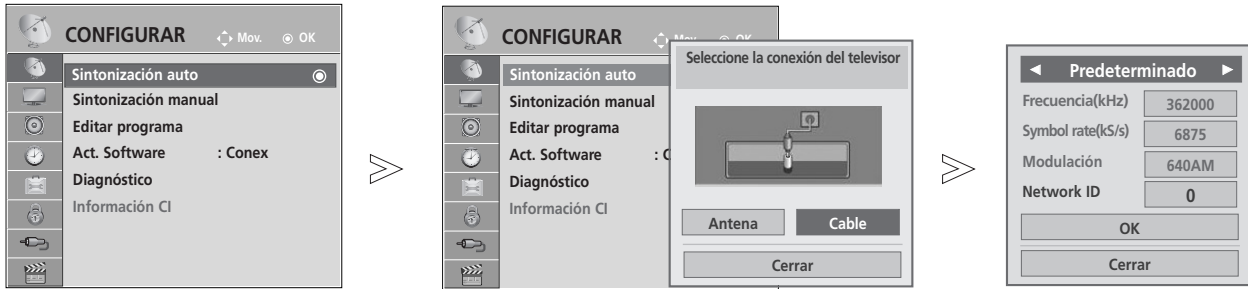 CONFIGURAR Mov. OK
Sintonización auto
Sintonización manual
Editar programa
Act. Software : Conex
Diagnóstico
Información CI
CONFIGURAR
Sintonización auto
Sintonización manual
Editar programa
Act. Software : C
Diagnóstico
Información CI
Seleccione la conexión del televisor
Antena Cable
Cerrar
Predeterminado
Frecuencia(kHz) 362000
Symbol rate(kS/s) 6875
Modulación 640AM
Network ID 0
OK
Cerrar